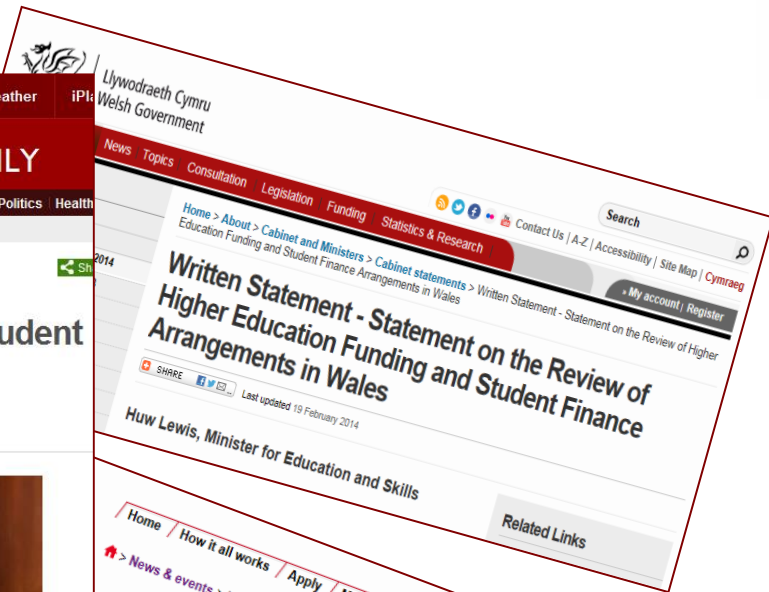 Llywodraeth Cymru
Welsh Government
News Topics Consultation Legislation Funding Statistics & Research
Contact Us | A-Z | Accessibility | Site Map | Cymraeg
Search
» My account | Register
Home > About > Cabinet and Ministers > Cabinet statements > Written Statement - Statement on the Review of Higher
Education Funding and Student Finance Arrangements in Wales
Written Statement - Statement on the Review of
Higher Education Funding and Student Finance
Arrangements in Wales
SHARE
Last updated 19 February 2014
Huw Lewis, Minister for Education and Skills
Related Links
eather iPla
ILY
Politics Health
Sh
2014
udent
Home How it all works Apply
> News & events >